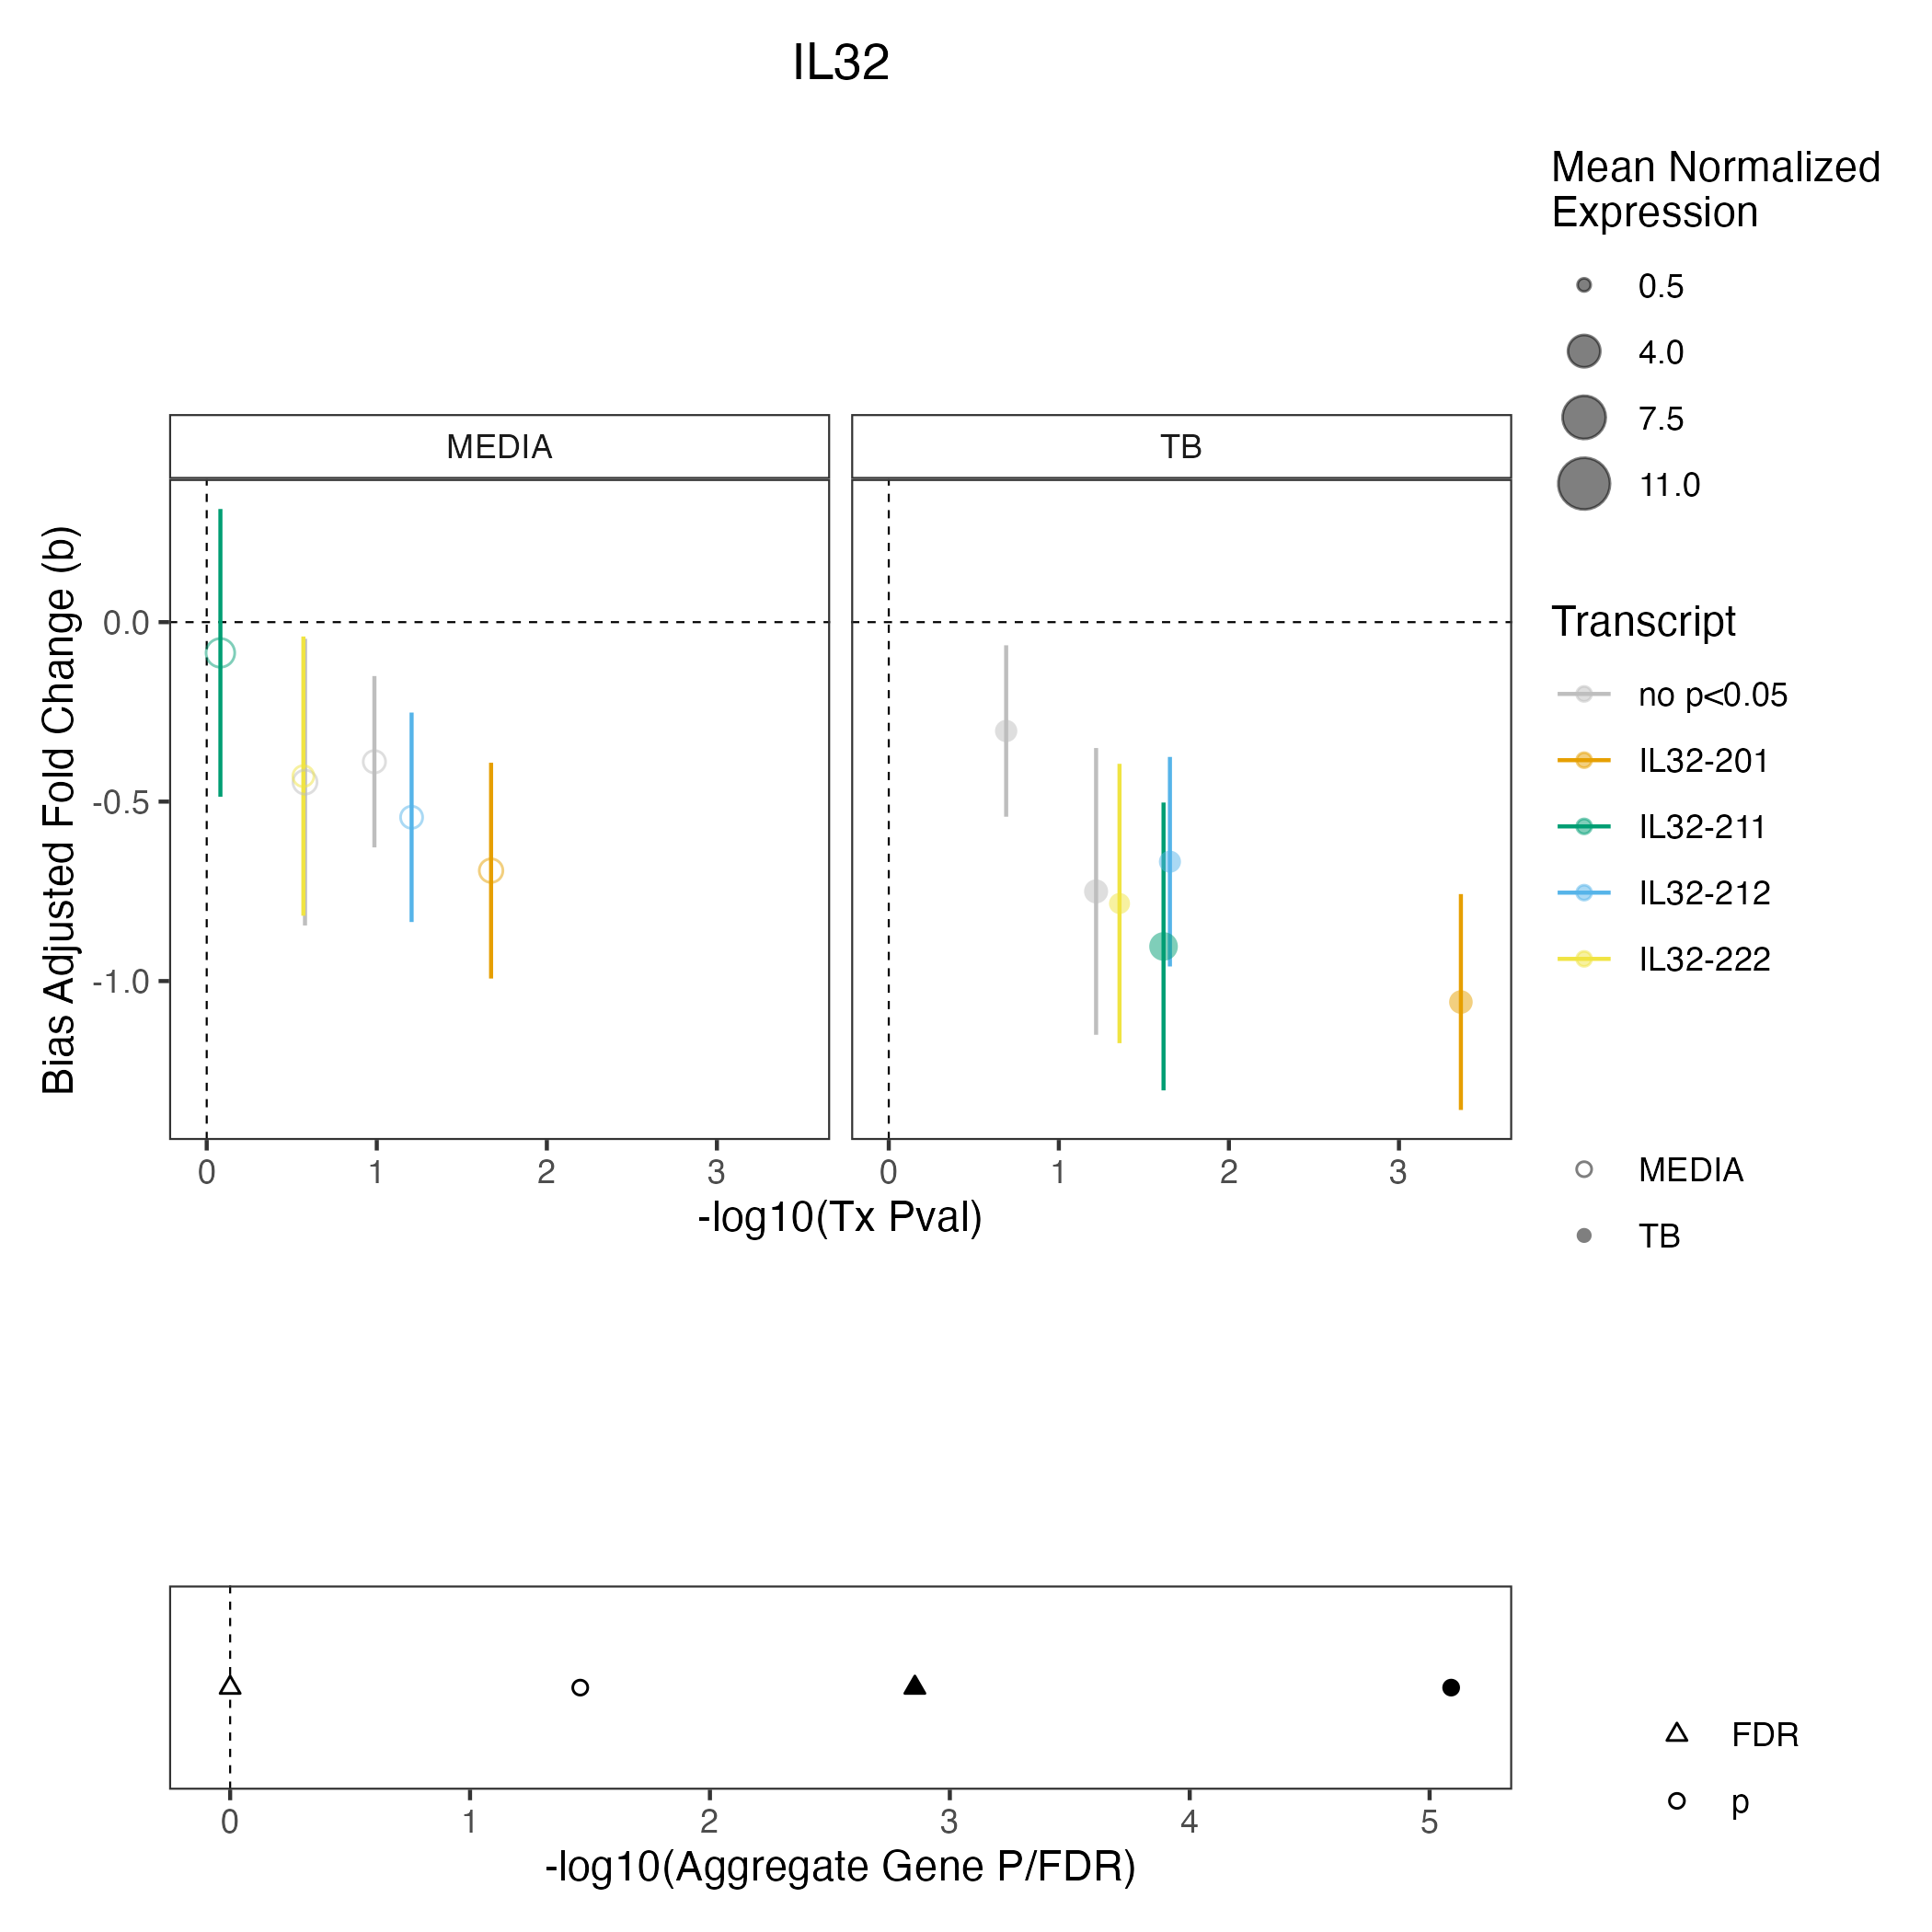 IL32
Mean Normalized
Expression
0.5
4.0
7.5
11.0
MEDIA
TB
Bias Adjusted Fold Change (b)
0.0
-0.5
-1.0
0
1
2
3
0
1
2
3
-log10(Tx Pval)
Transcript
no p<0.05
IL32-201
IL32-211
IL32-212
IL32-222
MEDIA
TB
0
1
2
3
4
5
-log10(Aggregate Gene P/FDR)
FDR
p